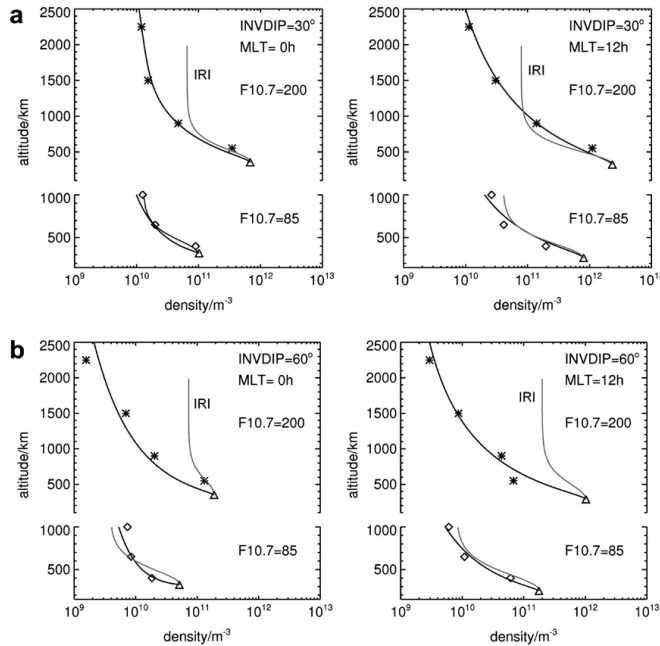 a
2500
2000
1500
1000
500
altitude/km
INVDIP=30°
MLT= 0h
IRI
F10.7=200
1000
500
F10.7=85
10⁹ 10¹⁰ 10¹¹ 10¹² 10¹³
density/m⁻³
2500
2000
1500
1000
500
altitude/km
INVDIP=30°
MLT=12h
IRI
F10.7=200
1000
500
F10.7=85
10⁹ 10¹⁰ 10¹¹ 10¹² 10¹³
density/m⁻³
b
2500
2000
1500
1000
500
altitude/km
INVDIP=60°
MLT= 0h
IRI
F10.7=200
1000
500
F10.7=85
10⁹ 10¹⁰ 10¹¹ 10¹² 10¹³
density/m⁻³
2500
2000
1500
1000
500
altitude/km
INVDIP=60°
MLT=12h
IRI
F10.7=200
1000
500
F10.7=85
10⁹ 10¹⁰ 10¹¹ 10¹² 10¹³
density/m⁻³